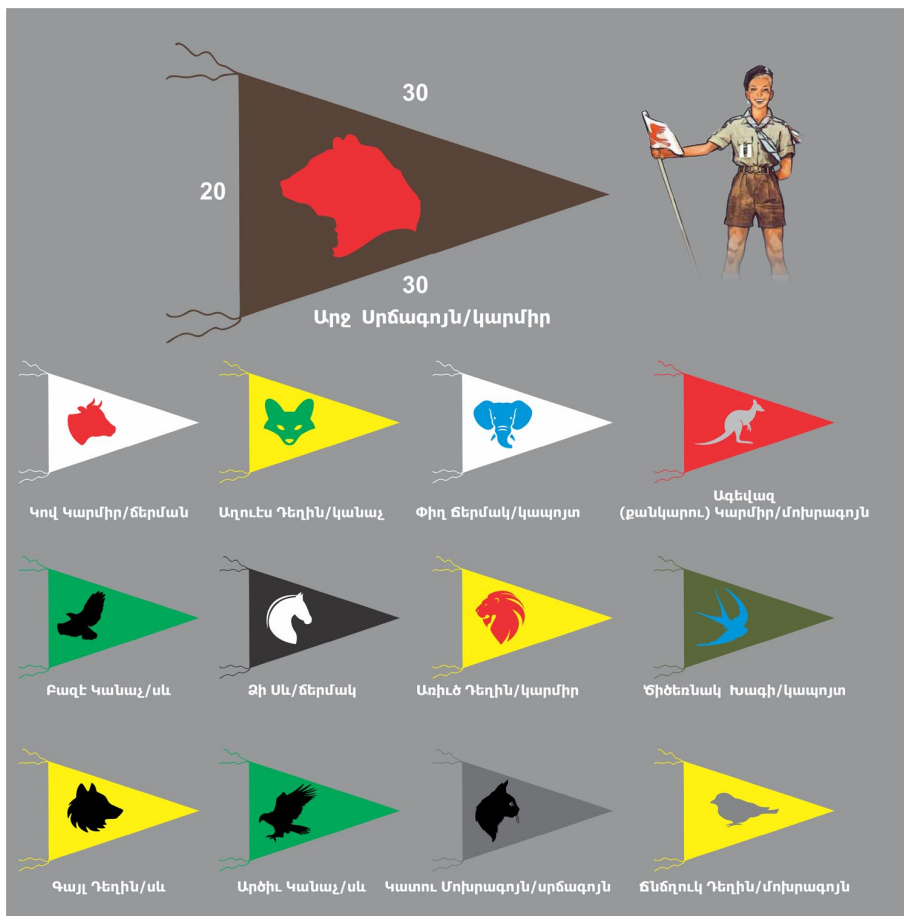 30
20
30
Արջ Սրճագոյն/կարմիր
Կով Կարմիր/ճերման
Աղուէս Դեղին/կանաչ
Փիղ Ճերմակ/կապոյտ
Ագեվազ
(քանկարու) Կարմիր/մոխրագոյն
Բազէ Կանաչ/սև
Ձի Սև/ճերմակ
Առիւծ Դեղին/կարմիր
Ծիծեռնակ Խագի/կապոյտ
Գայլ Դեղին/սև
Արծիւ Կանաչ/սև
Կատու Մոխրագոյն/սրճագոյն
Ճնճղուկ Դեղին/մոխրագոյն